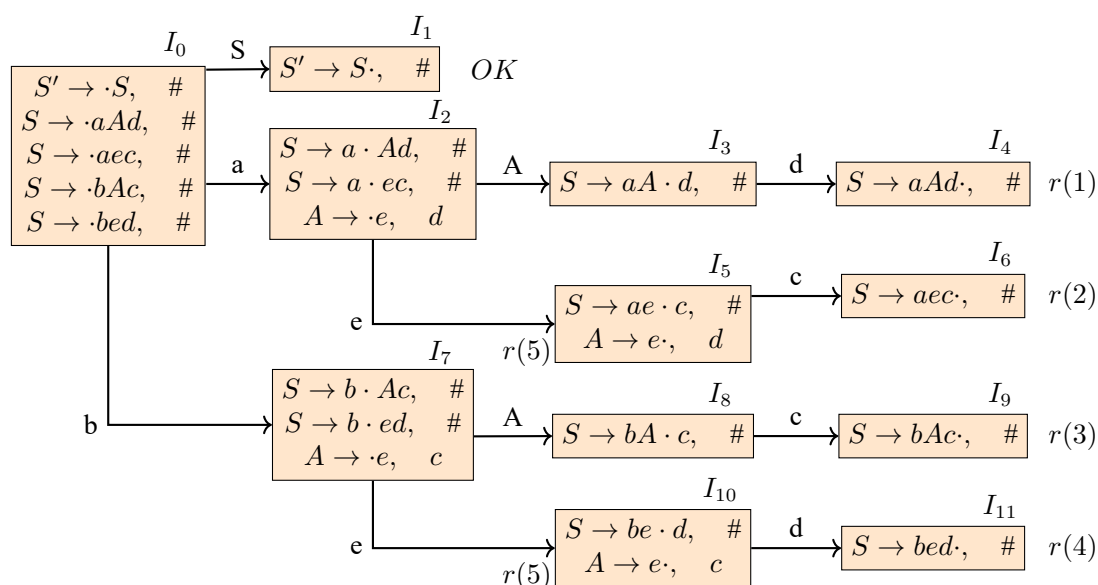 I₀
S' → ·S, #
S → ·aAd, #
S → ·aec, #
S → ·bAc, #
S → ·bed, #
S
I₁
S' → S·, #
OK
a
I₂
S → a · Ad, #
S → a · ec, #
A → ·e, d
A
I₃
S → aA · d, #
d
I₄
S → aAd·, #
r(1)
e
I₅
S → ae · c, #
A → e·, d
r(5)
c
I₆
S → aec·, #
r(2)
b
I₇
S → b · Ac, #
S → b · ed, #
A → ·e, c
A
I₈
S → bA · c, #
c
I₉
S → bAc·, #
r(3)
e
I₁₀
S → be · d, #
A → e·, c
r(5)
d
I₁₁
S → bed·, #
r(4)